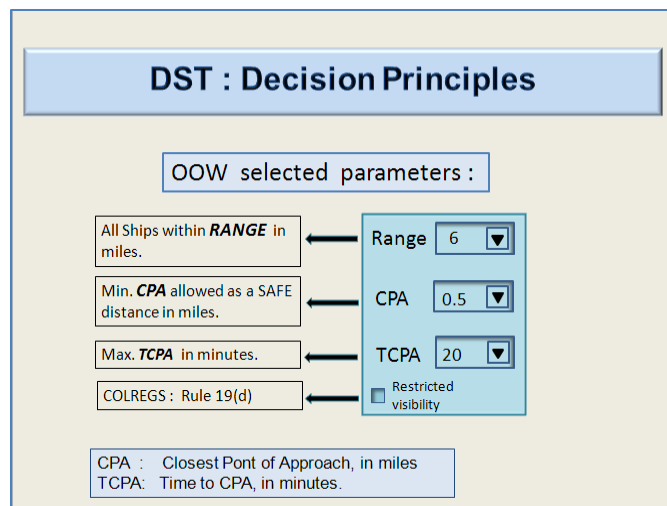 DST : Decision Principles
OOW selected parameters :
All Ships within RANGE in
miles.
Range 6
Min. CPA allowed as a SAFE
distance in miles.
CPA 0.5
Max. TCPA in minutes.
TCPA 20
COLREGS : Rule 19(d)
Restricted
visibility
CPA : Closest Pont of Approach, in miles
TCPA: Time to CPA, in minutes.